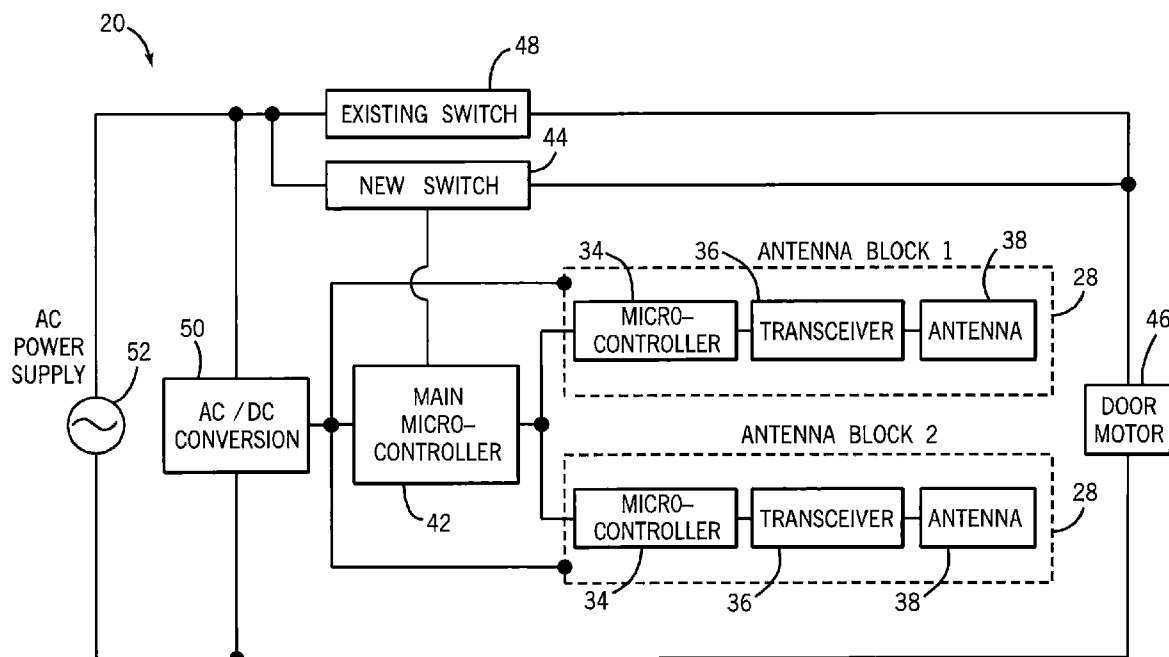 20
48
EXISTING SWITCH
44
NEW SWITCH
34
36
ANTENNA BLOCK 1
38
28
MICRO-
CONTROLLER
TRANSCEIVER
ANTENNA
46
AC
POWER
SUPPLY
52
50
AC / DC
CONVERSION
MAIN
MICRO-
CONTROLLER
42
DOOR
MOTOR
ANTENNA BLOCK 2
28
MICRO-
CONTROLLER
TRANSCEIVER
ANTENNA
34
36
38